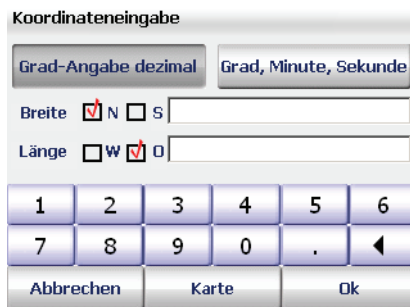 Koordinateneingabe
Grad-Angabe dezimal Grad, Minute, Sekunde
Breite N S
Länge W O
1 2 3 4 5 6
7 8 9 0 . ◀
Abbrechen Karte Ok